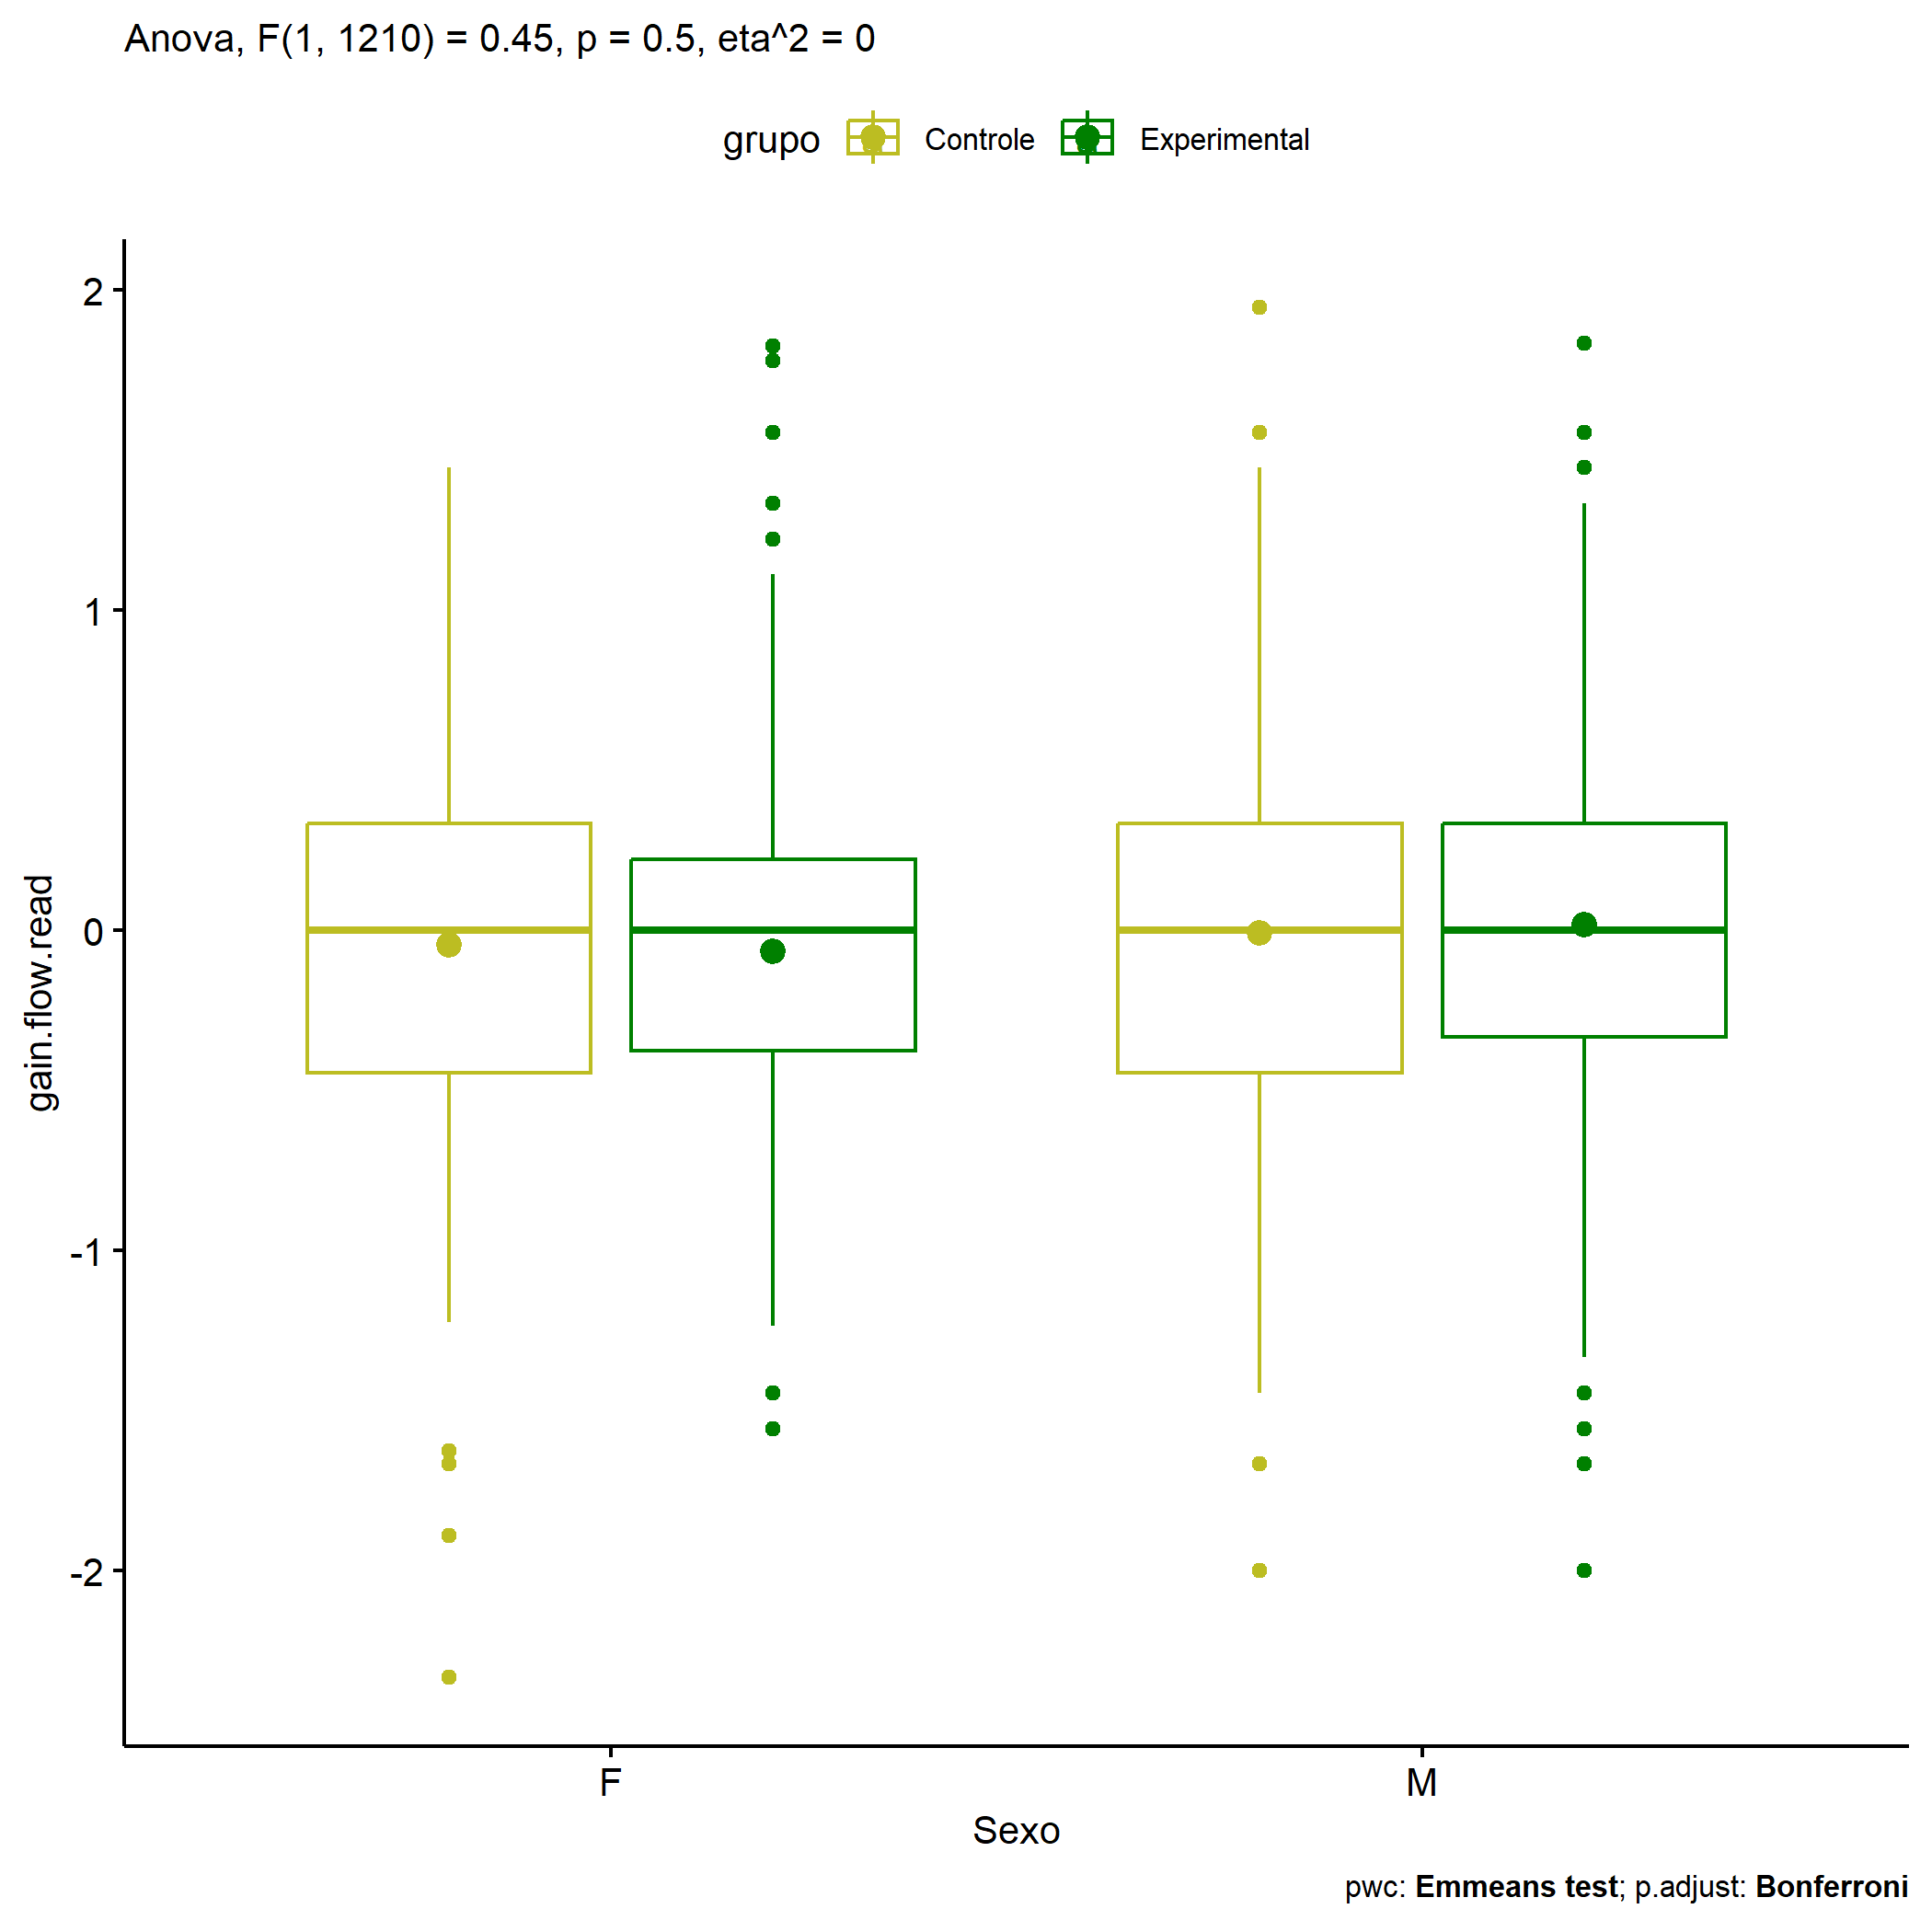 Anova, F(1, 1210) = 0.45, p = 0.5, eta^2 = 0
grupo Controle Experimental
2
1
0
-1
-2
gain.flow.read
F M
Sexo
pwc: Emmeans test; p.adjust: Bonferroni